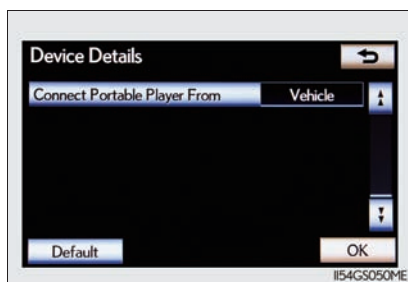 Device Details
Connect Portable Player From Vehicle
Default OK
II54GS050ME